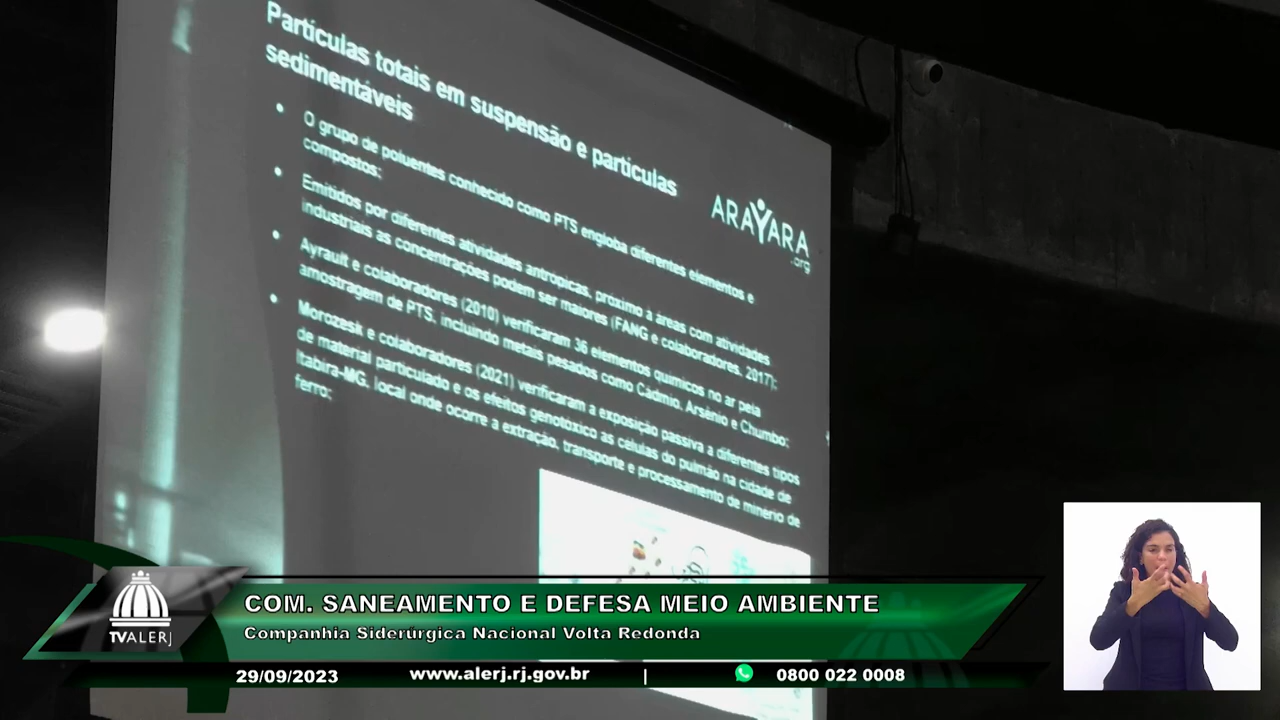 Partículas totais em suspensão e partículas
sedimentáveis
ARAYARA
.org
• O grupo de poluentes conhecido como PTS engloba diferentes elementos e
compostos;
• Emitidos por diferentes atividades antrópicas, próximo à áreas com atividades
industriais as concentrações podem ser maiores (FANG e colaboradores, 2017);
• Ayrault e colaboradores (2010) verificaram 36 elementos químicos no ar pela
amostragem de PTS, incluindo metais pesados como Cádmio, Arsênio e Chumbo;
• Morozesk e colaboradores (2021) verificaram a exposição passiva a diferentes tipos
de material particulado e os efeitos genotóxico as células do pulmão na cidade de
Itabira-MG, local onde ocorre a extração, transporte e processamento de minério de
ferro;
TVALERJ
COM. SANEAMENTO E DEFESA MEIO AMBIENTE
Companhia Siderúrgica Nacional Volta Redonda
29/09/2023 www.alerj.rj.gov.br | 0800 022 0008